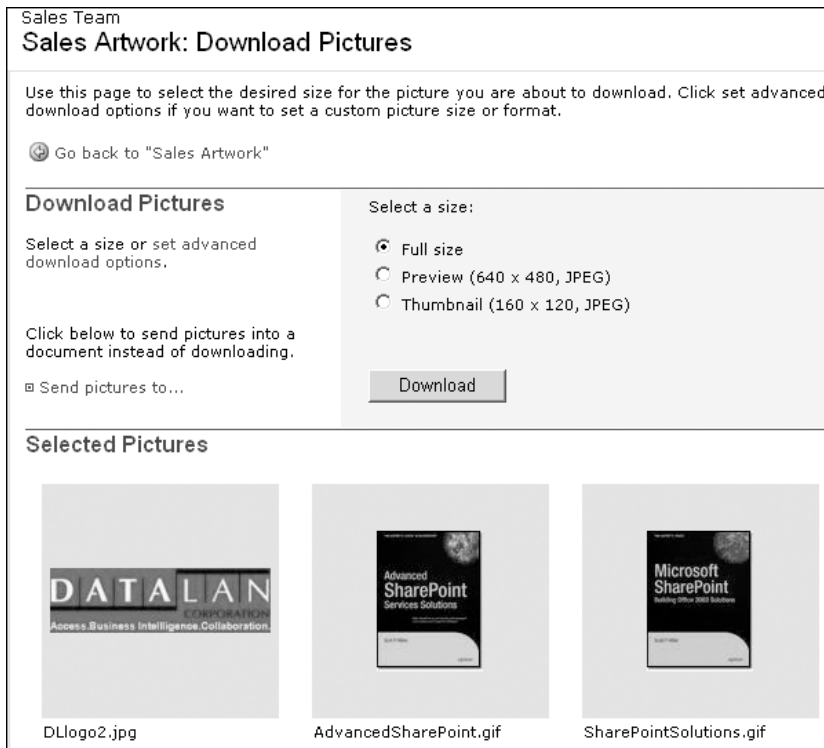 Sales Team
Sales Artwork: Download Pictures
Use this page to select the desired size for the picture you are about to download. Click set advanced
download options if you want to set a custom picture size or format.
Go back to "Sales Artwork"
Download Pictures
Select a size or set advanced
download options.
Click below to send pictures into a
document instead of downloading.
Send pictures to...
Select a size:
Full size
Preview (640 x 480, JPEG)
Thumbnail (160 x 120, JPEG)
Download
Selected Pictures
DATALAN
CORPORATION
Access.Business Intelligence.Collaboration.
Advanced
SharePoint
Services Solutions
Microsoft
SharePoint
Building Office 2003 Solutions
DLlogo2.jpg
AdvancedSharePoint.gif
SharePointSolutions.gif